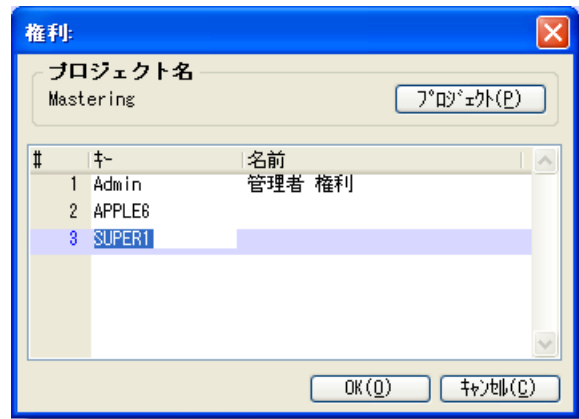 権利:
プロジェクト名
Mastering
ﾌﾟﾛｼﾞｪｸﾄ(P)
# ｷｰ 名前
1 Admin 管理者 権利
2 APPLE6
3 SUPER1
OK(O) ｷｬﾝｾﾙ(C)